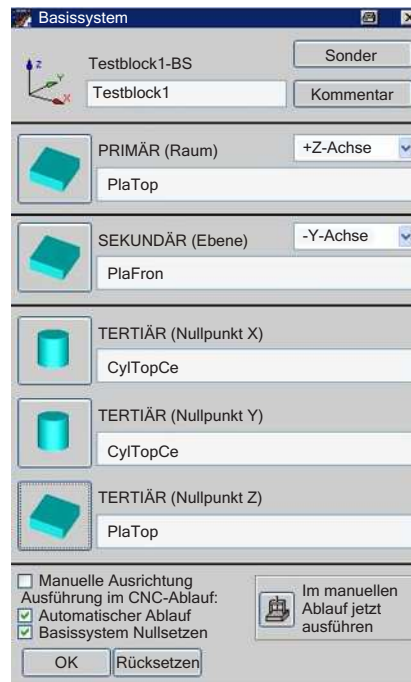 Basissystem
Testblock1-BS
Sonder
Testblock1
Kommentar
PRIMÄR (Raum)
+Z-Achse
PlaTop
SEKUNDÄR (Ebene)
-Y-Achse
PlaFron
TERTIÄR (Nullpunkt X)
CylTopCe
TERTIÄR (Nullpunkt Y)
CylTopCe
TERTIÄR (Nullpunkt Z)
PlaTop
Manuelle Ausrichtung
Ausführung im CNC-Ablauf:
Automatischer Ablauf
Basissystem Nullsetzen
Im manuellen
Ablauf jetzt
ausführen
OK
Rücksetzen